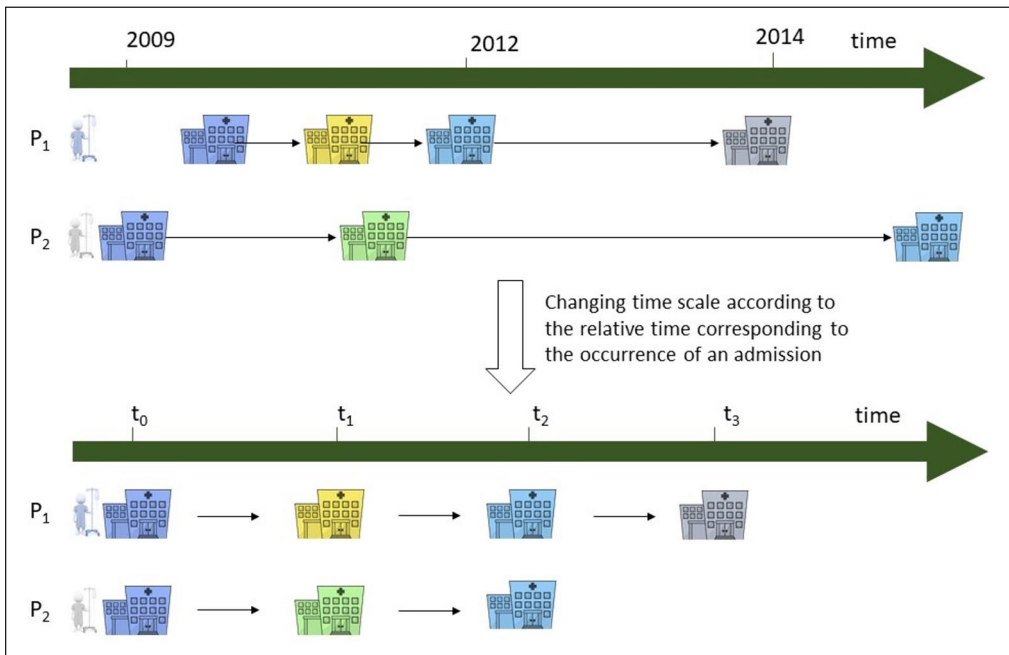 2009 2012 2014 time
P₁
P₂
Changing time scale according to
the relative time corresponding to
the occurrence of an admission
t₀ t₁ t₂ t₃ time
P₁
P₂